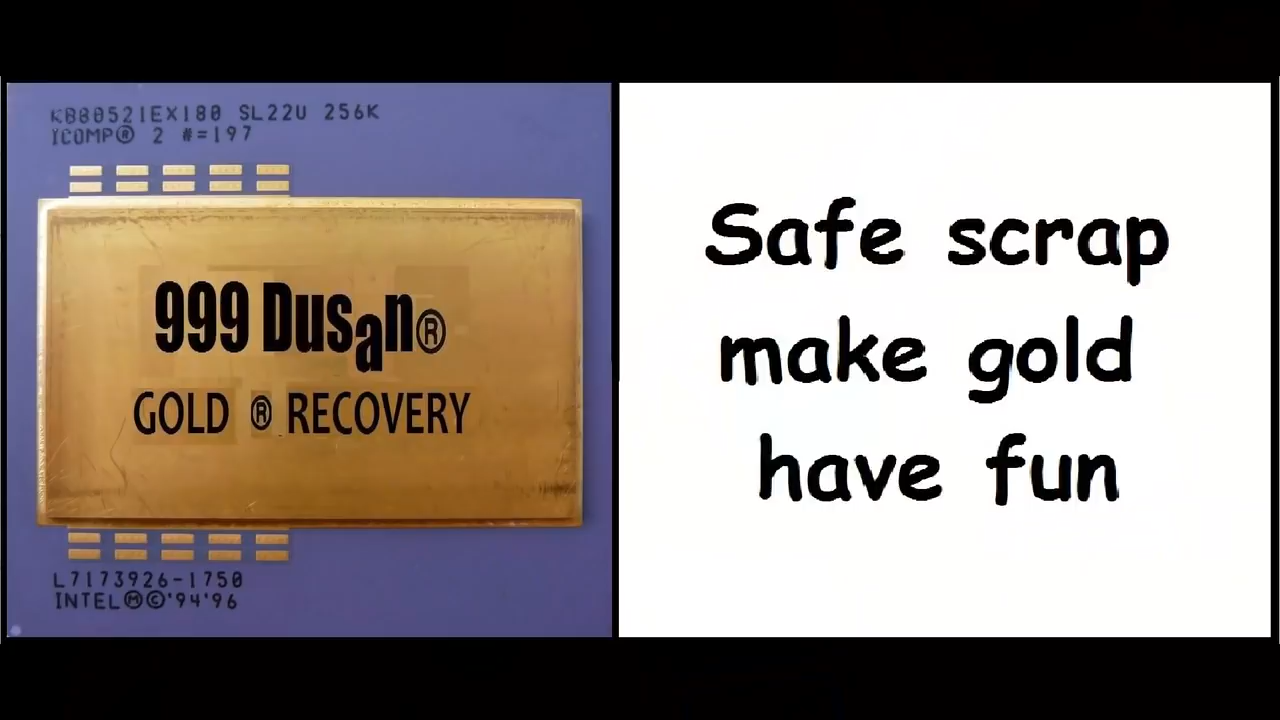 KB80521EX180 SL22U 256K
ICOMP® 2 #=197
999 Dusan®
GOLD ® RECOVERY
L7173926-1750
INTELⓂ©'94'96
Safe scrap
make gold
have fun